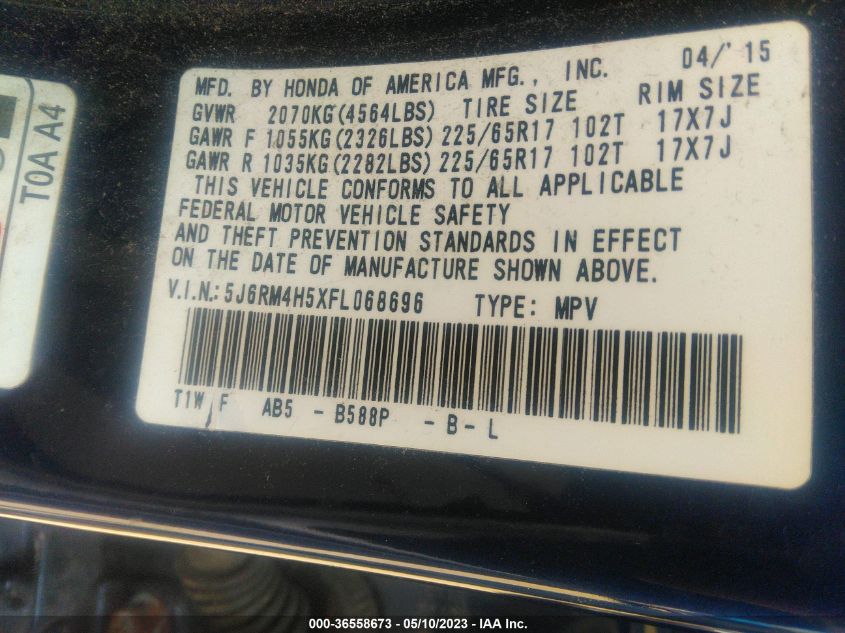 MFD. BY HONDA OF AMERICA MFG., INC. 04/'15
GVWR 2070KG(4564LBS) TIRE SIZE RIM SIZE
GAWR F 1055KG(2326LBS) 225/65R17 102T 17X7J
GAWR R 1035KG(2282LBS) 225/65R17 102T 17X7J
THIS VEHICLE CONFORMS TO ALL APPLICABLE
FEDERAL MOTOR VEHICLE SAFETY
AND THEFT PREVENTION STANDARDS IN EFFECT
ON THE DATE OF MANUFACTURE SHOWN ABOVE.
V.I.N.: 5J6RM4H5XFL068696 TYPE: MPV
T1W F AB5 - B588P - B - L
T0A A4
000-36558673 - 05/10/2023 - IAA Inc.